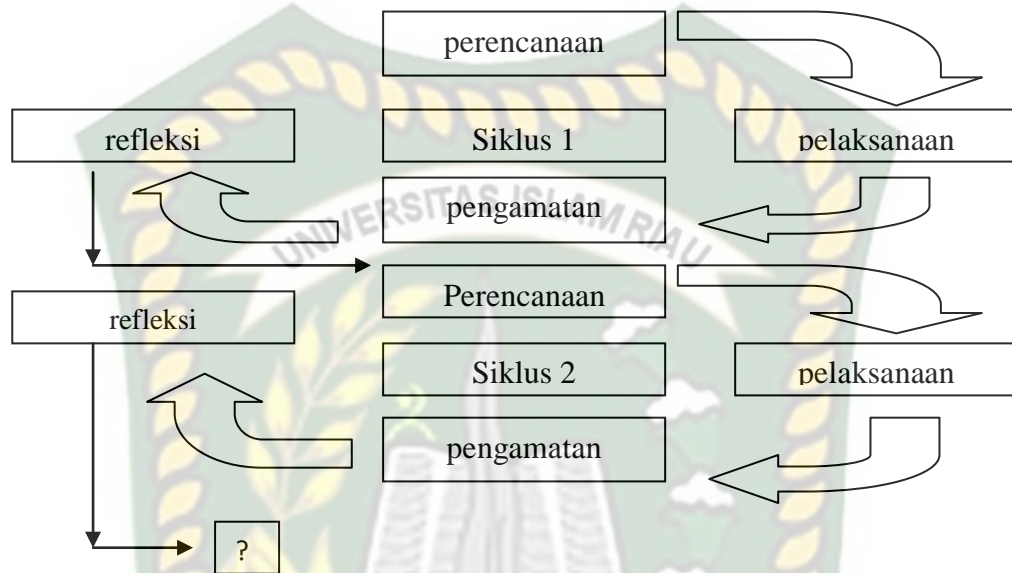 perencanaan
refleksi
Siklus 1
pelaksanaan
pengamatan
UNIVERSITAS ISLAM RIAU
Perencanaan
refleksi
Siklus 2
pelaksanaan
pengamatan
?